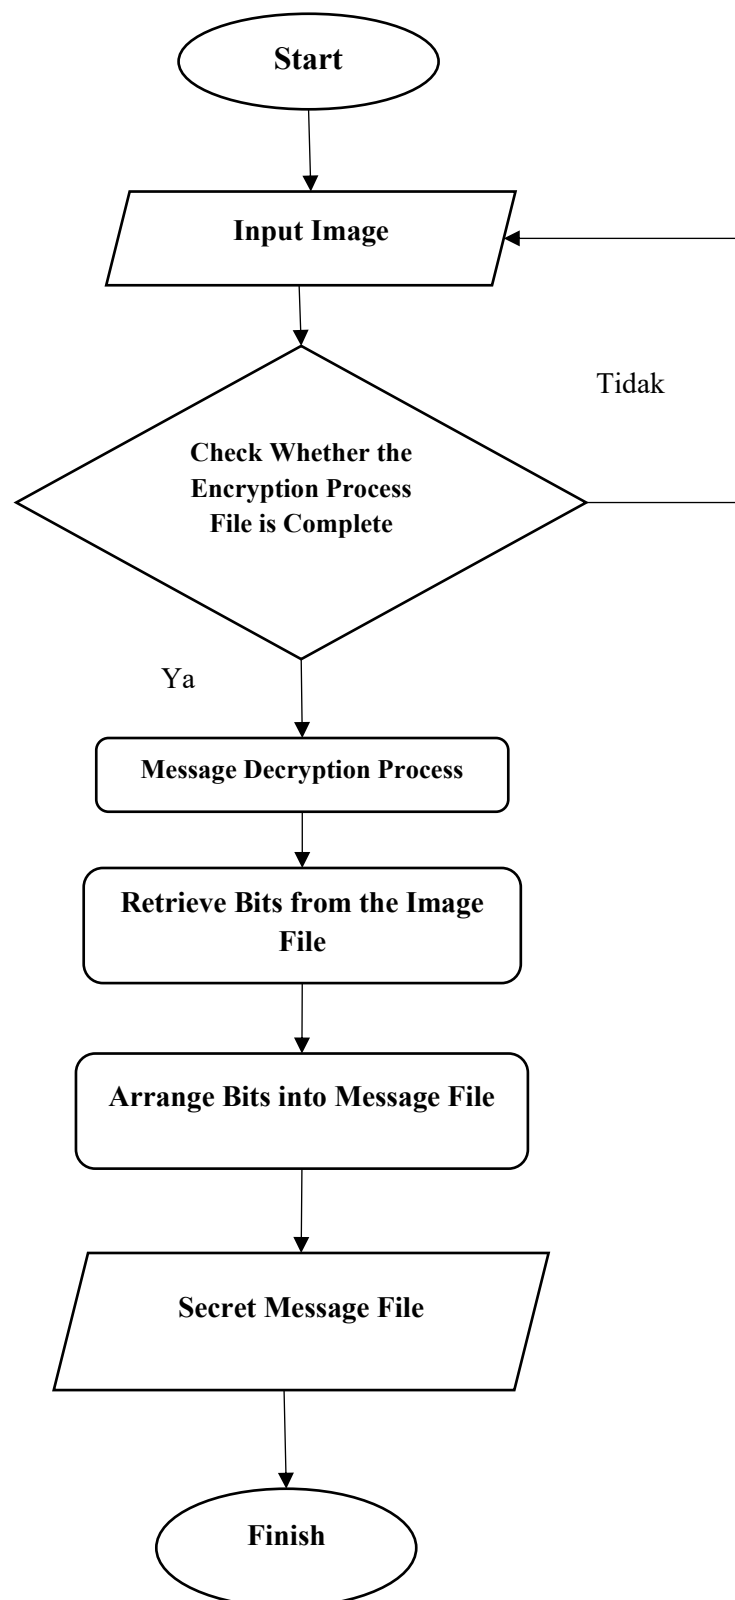 Start
Input Image
Tidak
Check Whether the
Encryption Process
File is Complete
Ya
Message Decryption Process
Retrieve Bits from the Image
File
Arrange Bits into Message File
Secret Message File
Finish